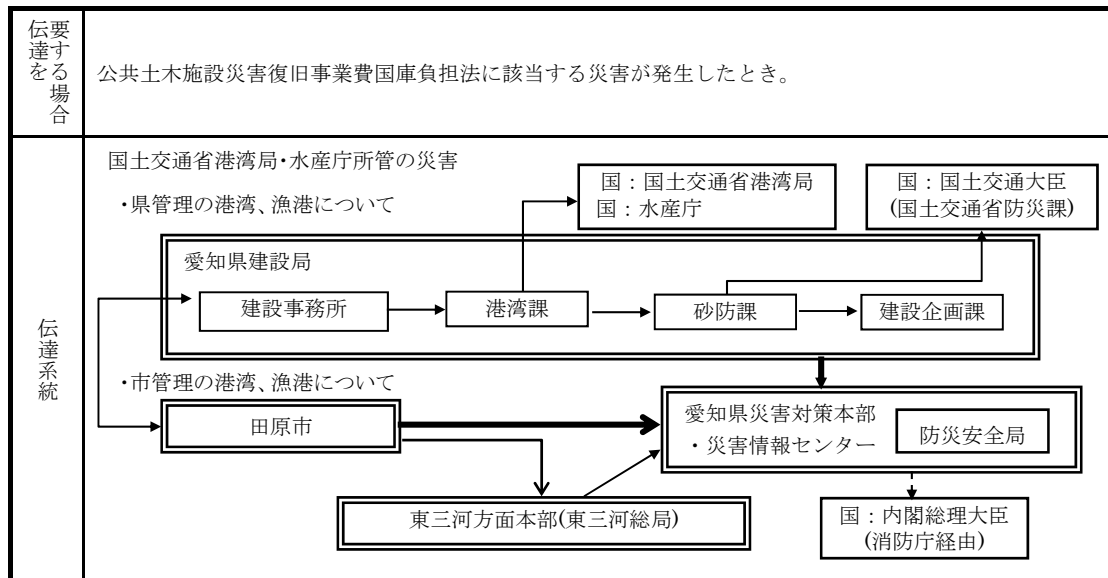 伝達を
要する場合
公共土木施設災害復旧事業費国庫負担法に該当する災害が発生したとき。
伝達系統
国土交通省港湾局・水産庁所管の災害
・県管理の港湾、漁港について
国：国土交通省港湾局
国：水産庁
国：国土交通大臣
(国土交通省防災課)
愛知県建設局
建設事務所
港湾課
砂防課
建設企画課
・市管理の港湾、漁港について
田原市
愛知県災害対策本部
・災害情報センター
防災安全局
東三河方面本部(東三河総局)
国：内閣総理大臣
(消防庁経由)